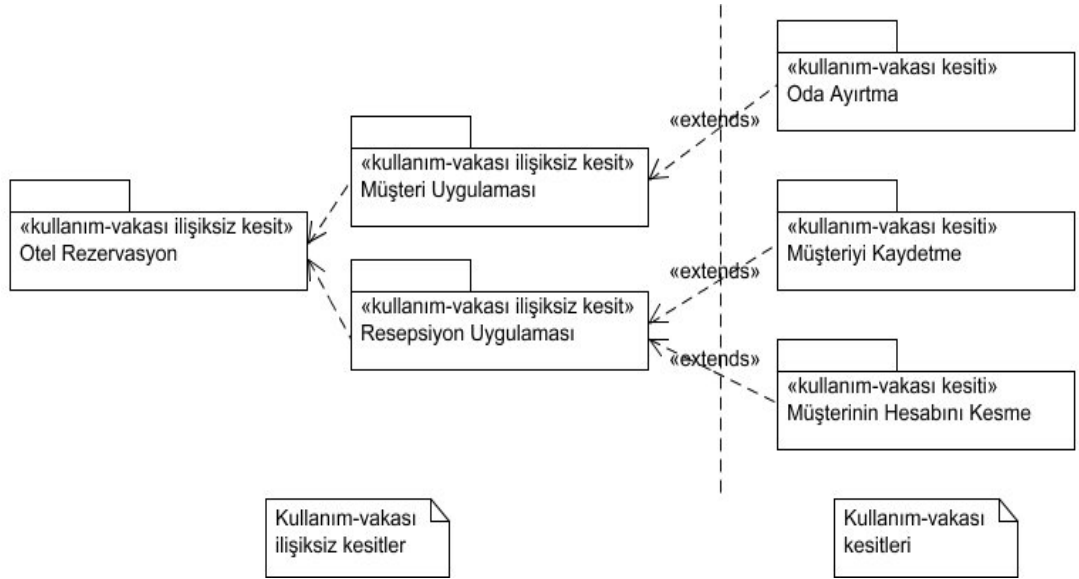 «kullanım-vakası kesiti»
Oda Ayırtma
«extends»
«kullanım-vakası ilişiksiz kesit»
Müşteri Uygulaması
«kullanım-vakası ilişiksiz kesit»
Otel Rezervasyon
«kullanım-vakası kesiti»
Müşteriyi Kaydetme
«extends»
«kullanım-vakası ilişiksiz kesit»
Resepsiyon Uygulaması
«extends»
«kullanım-vakası kesiti»
Müşterinin Hesabını Kesme
Kullanım-vakası
ilişiksiz kesitler
Kullanım-vakası
kesitleri